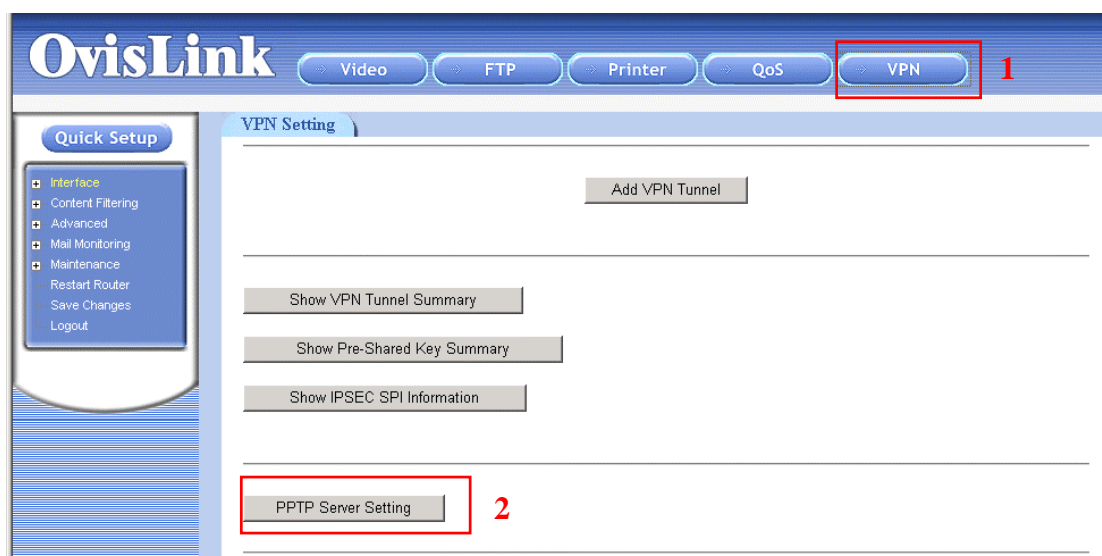 OvisLink
Video FTP Printer QoS VPN 1
Quick Setup
VPN Setting
Interface
Content Filtering
Advanced
Mail Monitoring
Maintenance
Restart Router
Save Changes
Logout
Add VPN Tunnel
Show VPN Tunnel Summary
Show Pre-Shared Key Summary
Show IPSEC SPI Information
PPTP Server Setting 2